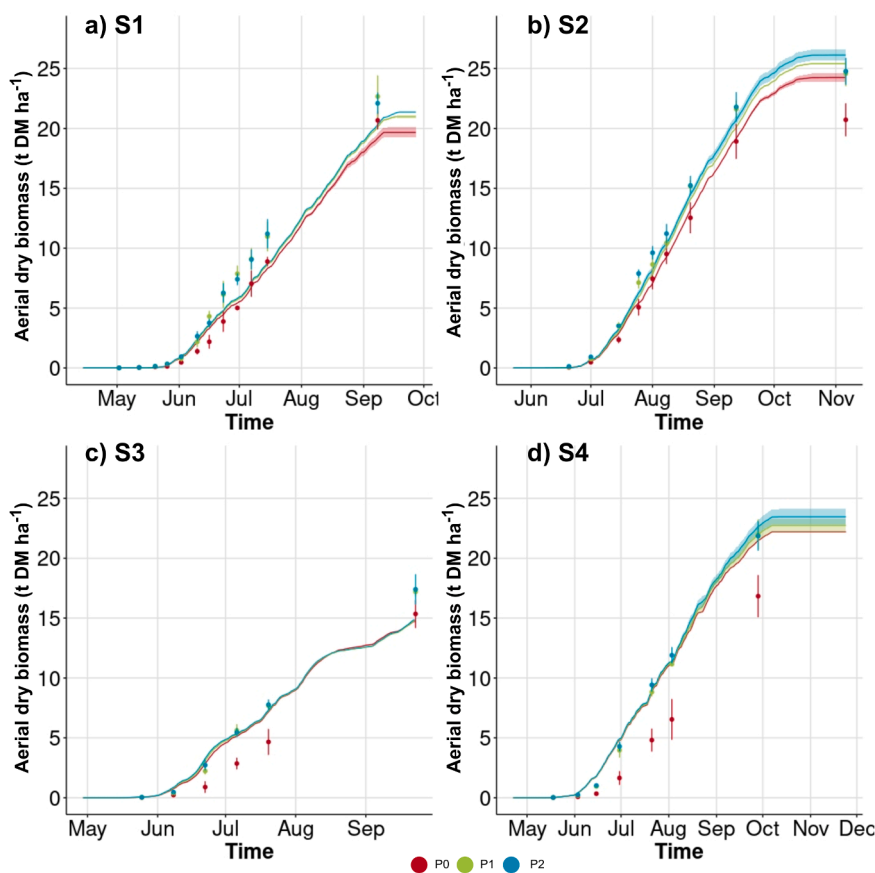 a) S1
Aerial dry biomass (t DM ha⁻¹)
25
20
15
10
5
0
May Jun Jul Aug Sep Oct
Time
b) S2
Aerial dry biomass (t DM ha⁻¹)
25
20
15
10
5
0
Jun Jul Aug Sep Oct Nov
Time
c) S3
Aerial dry biomass (t DM ha⁻¹)
25
20
15
10
5
0
May Jun Jul Aug Sep
Time
d) S4
Aerial dry biomass (t DM ha⁻¹)
25
20
15
10
5
0
May Jun Jul Aug Sep Oct Nov Dec
Time
P0 P1 P2